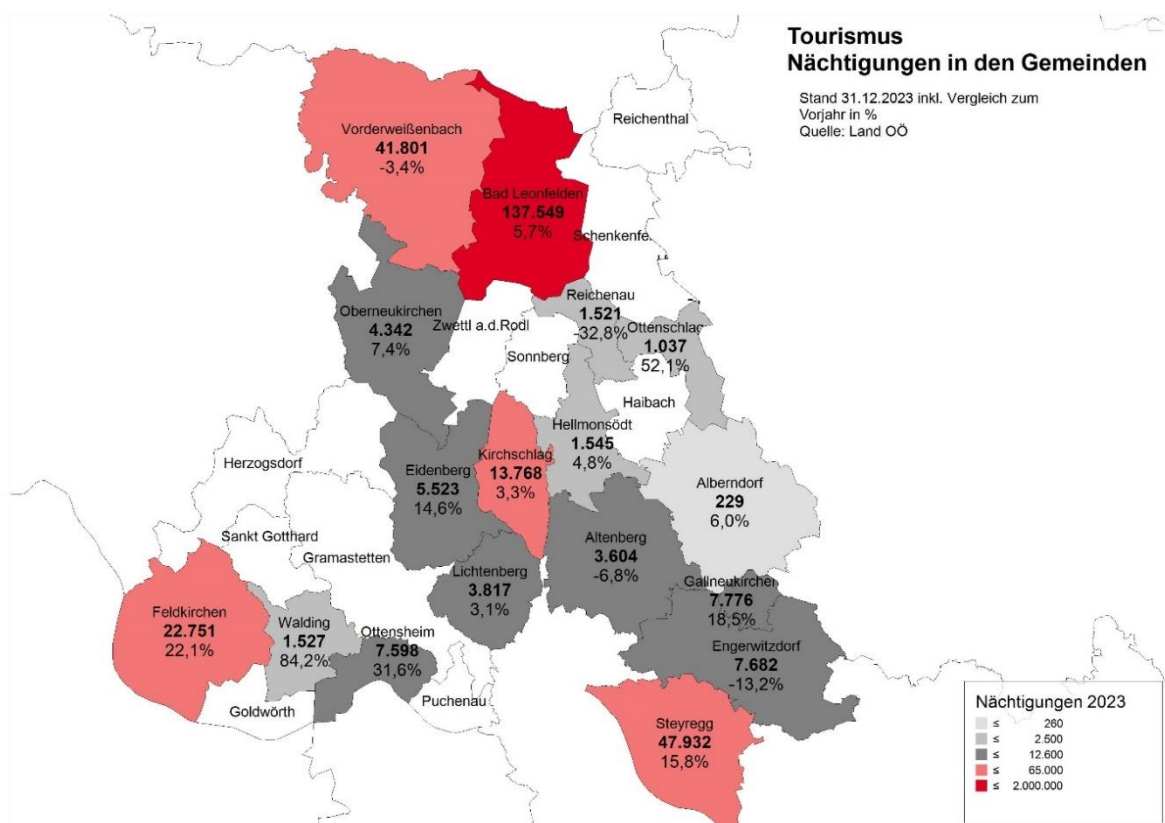 Tourismus
Nächtigungen in den Gemeinden
Stand 31.12.2023 inkl. Vergleich zum
Vorjahr in %
Quelle: Land OÖ
Reichenthal
Vorderweißenbach
41.801
-3,4%
Bad Leonfelden
137.549
5,7%
Schenkenfe.
Reichenau
1.521
-32,8%
Ottenschlag
1.037
52,1%
Oberneukirchen
4.342
7,4%
Zwettl a.d.Rodl
Sonnberg
Haibach
Hellmonsödt
1.545
4,8%
Kirchschlag
13.768
3,3%
Eidenberg
5.523
14,6%
Herzogsdorf
Alberndorf
229
6,0%
Sankt Gotthard
Gramastetten
Altenberg
3.604
-6,8%
Lichtenberg
3.817
3,1%
Gallneukirchen
7.776
18,5%
Feldkirchen
22.751
22,1%
Walding
1.527
84,2%
Ottensheim
7.598
31,6%
Engerwitzdorf
7.682
-13,2%
Puchenau
Goldwörth
Steyregg
47.932
15,8%
Nächtigungen 2023
≤ 260
≤ 2.500
≤ 12.600
≤ 65.000
≤ 2.000.000